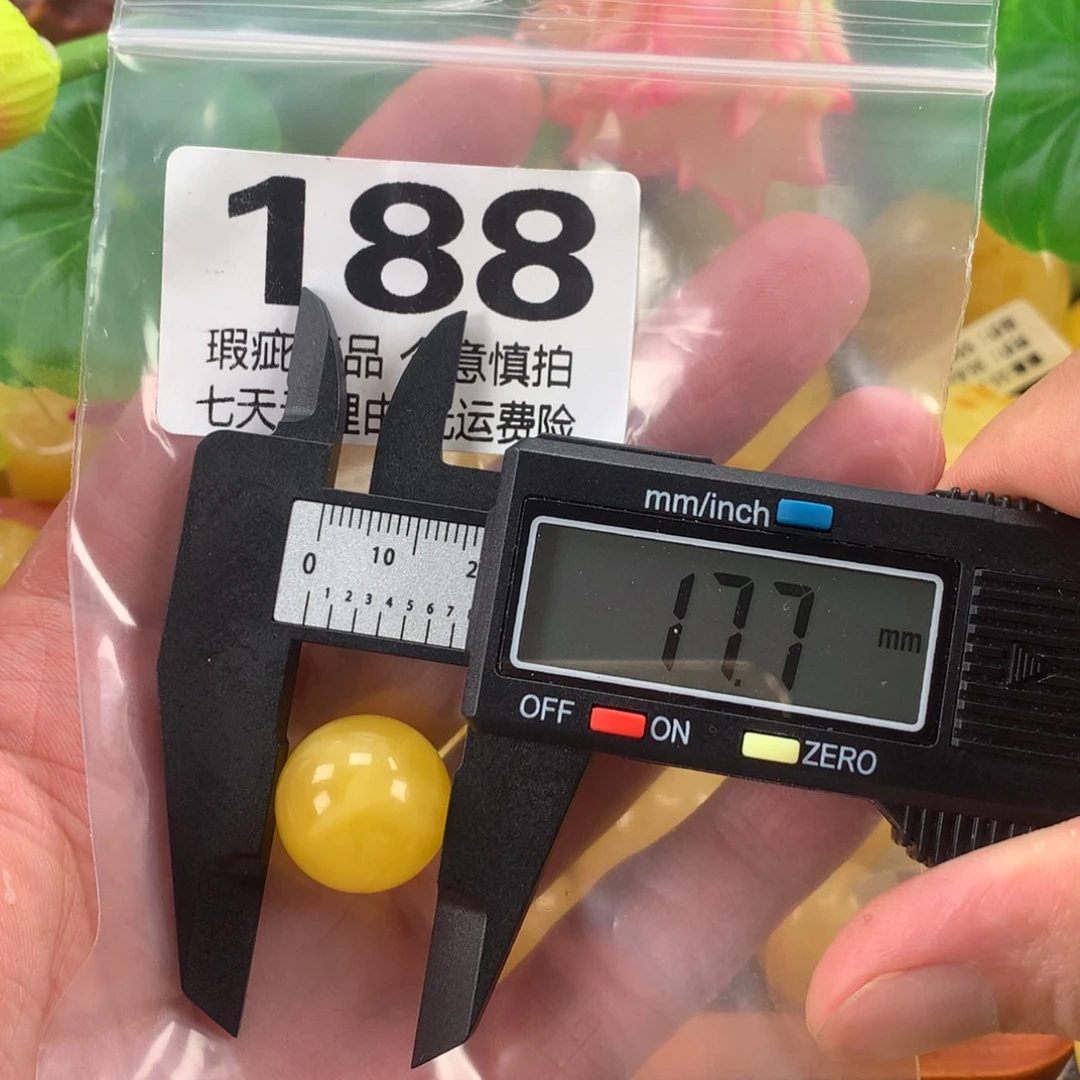 188
瑕疵 品 意慎拍
七天 理由 运费险
mm/inch
0 10 2
1 2 3 4 5 6 7
17.7 mm
OFF ON ZERO